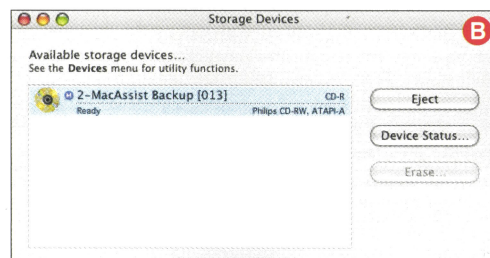 Storage Devices
B
Available storage devices...
See the Devices menu for utility functions.
2-MacAssist Backup [013] CD-R
Ready Philips CD-RW, ATAPI-A
Eject
Device Status...
Erase...